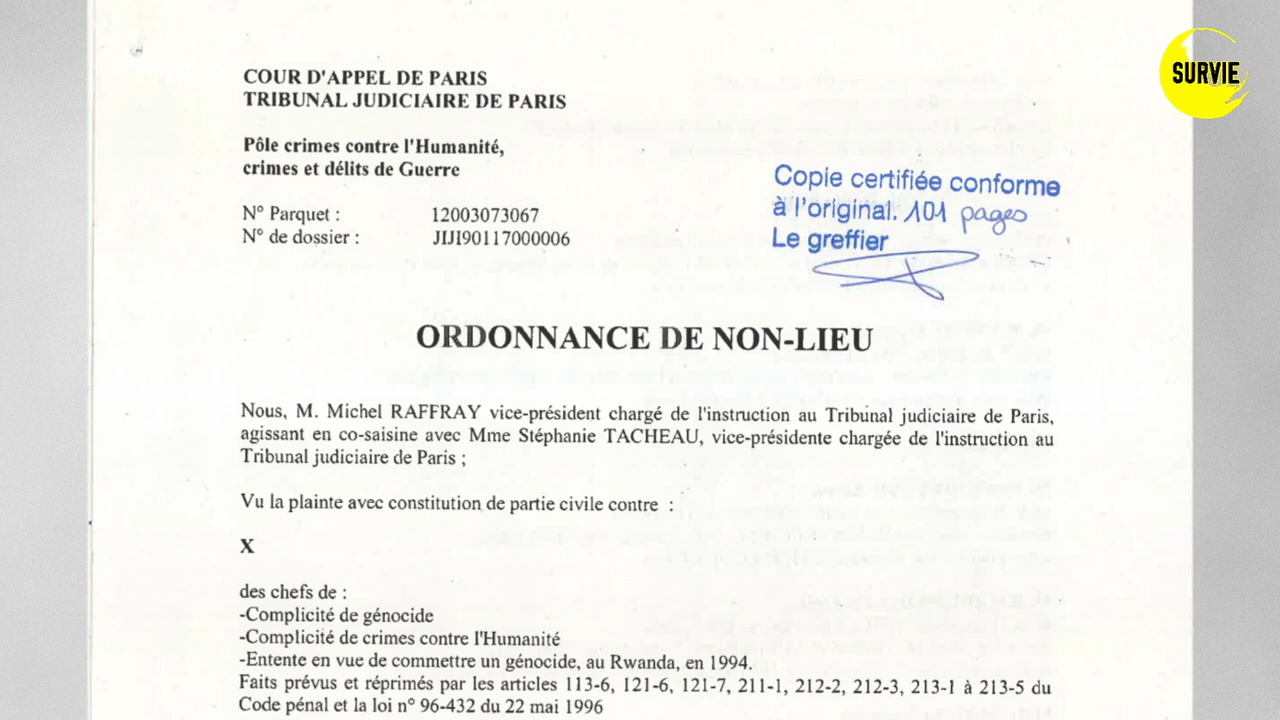 SURVIE
COUR D'APPEL DE PARIS
TRIBUNAL JUDICIAIRE DE PARIS
Pôle crimes contre l'Humanité,
crimes et délits de Guerre
N° Parquet : 12003073067
N° de dossier : JIJI90117000006
Copie certifiée conforme
à l'original. 101 pages
Le greffier
ORDONNANCE DE NON-LIEU
Nous, M. Michel RAFFRAY vice-président chargé de l'instruction au Tribunal judiciaire de Paris,
agissant en co-saisine avec Mme Stéphanie TACHEAU, vice-présidente chargée de l'instruction au
Tribunal judiciaire de Paris ;
Vu la plainte avec constitution de partie civile contre :
X
des chefs de :
-Complicité de génocide
-Complicité de crimes contre l'Humanité
-Entente en vue de commettre un génocide, au Rwanda, en 1994.
Faits prévus et réprimés par les articles 113-6, 121-6, 121-7, 211-1, 212-2, 212-3, 213-1 à 213-5 du
Code pénal et la loi n° 96-432 du 22 mai 1996